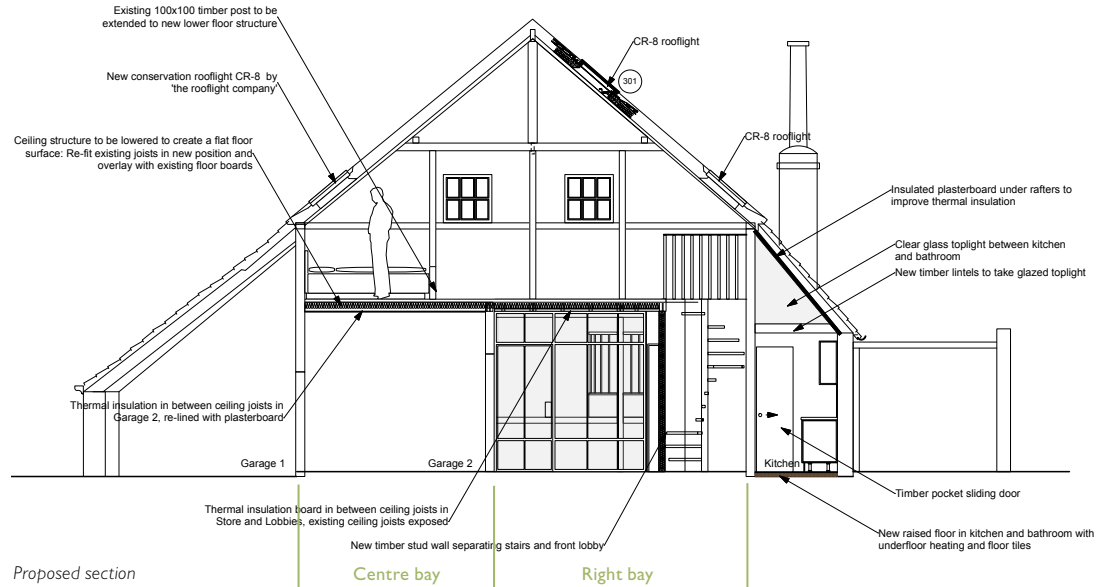 Existing 100x100 timber post to be
extended to new lower floor structure
CR-8 rooflight
301
New conservation rooflight CR-8 by
'the rooflight company'
Ceiling structure to be lowered to create a flat floor
surface: Re-fit existing joists in new position and
overlay with existing floor boards
CR-8 rooflight
Insulated plasterboard under rafters to
improve thermal insulation
Clear glass toplight between kitchen
and bathroom
New timber lintels to take glazed toplight
Thermal insulation in between ceiling joists in
Garage 2, re-lined with plasterboard
Garage 1
Garage 2
Kitchen
Thermal insulation board in between ceiling joists in
Store and Lobbies, existing ceiling joists exposed
Timber pocket sliding door
New timber stud wall separating stairs and front lobby
New raised floor in kitchen and bathroom with
underfloor heating and floor tiles
Proposed section
Centre bay
Right bay